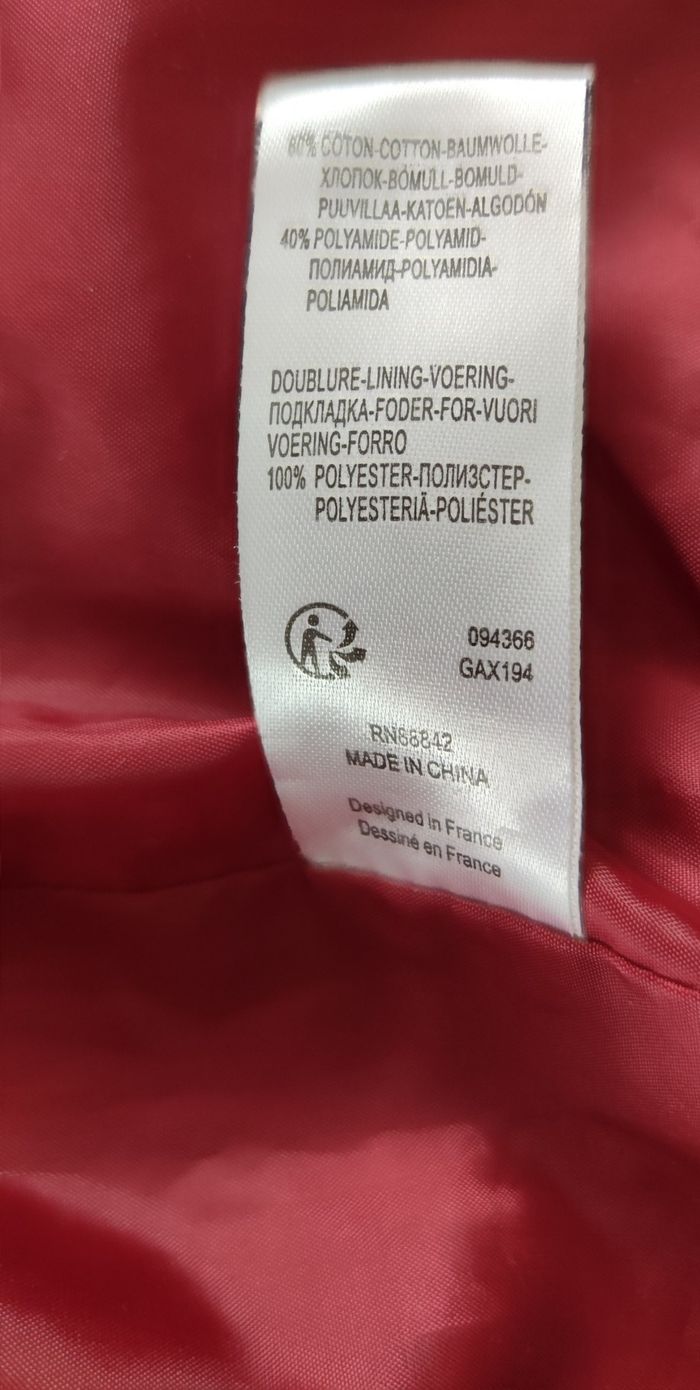 60% COTON-COTTON-BAUMWOLLE-
ХЛОПОК-BOMULL-BOMULD-
PUUVILLAA-KATOEN-ALGODÓN
40% POLYAMIDE-POLYAMID-
ПОЛИАМИД-POLYAMIDIA-
POLIAMIDA
DOUBLURE-LINING-VOERING-
ПОДКЛАДКА-FODER-FOR-VUORI
VOERING-FORRO
100% POLYESTER-ПОЛИЗСТЕР-
POLYESTERIÄ-POLIÉSTER
094366
GAX194
RN88842
MADE IN CHINA
Designed in France
Dessiné en France